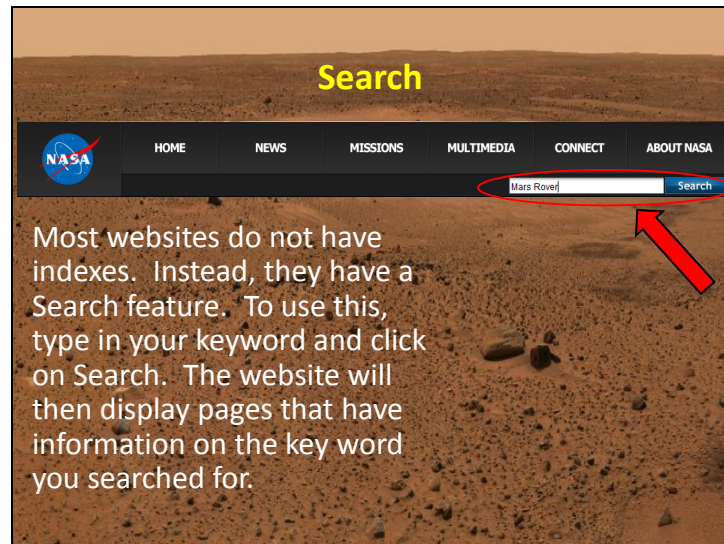 Search
NASA
HOME NEWS MISSIONS MULTIMEDIA CONNECT ABOUT NASA
Mars Rover Search
Most websites do not have
indexes.  Instead, they have a
Search feature.  To use this,
type in your keyword and click
on Search.  The website will
then display pages that have
information on the key word
you searched for.